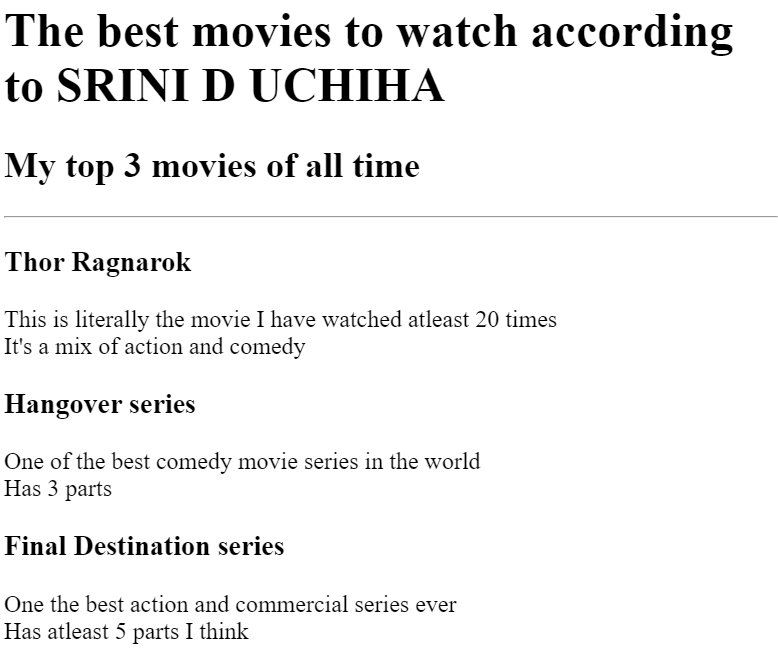 The best movies to watch according
to SRINI D UCHIHA
My top 3 movies of all time
Thor Ragnarok
This is literally the movie I have watched atleast 20 times
It's a mix of action and comedy
Hangover series
One of the best comedy movie series in the world
Has 3 parts
Final Destination series
One the best action and commercial series ever
Has atleast 5 parts I think